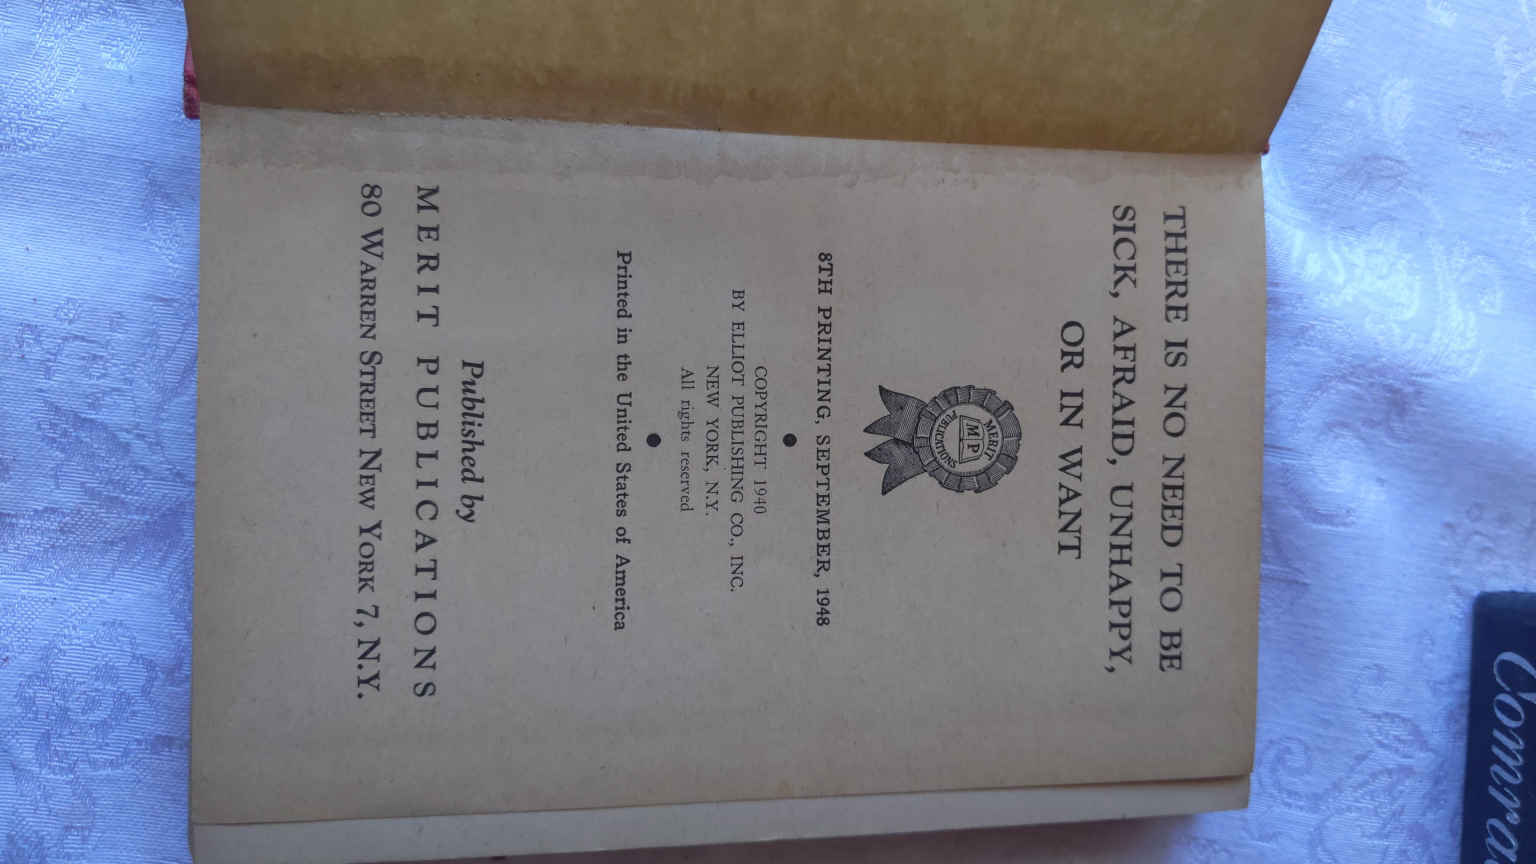 THERE IS NO NEED TO BE
SICK, AFRAID, UNHAPPY,
OR IN WANT
MERIT
M P
PUBLICATIONS
8TH PRINTING, SEPTEMBER, 1948
COPYRIGHT 1940
BY ELLIOT PUBLISHING CO., INC.
NEW YORK, N.Y.
All rights reserved
Printed in the United States of America
Published by
MERIT PUBLICATIONS
80 WARREN STREET NEW YORK 7, N.Y.